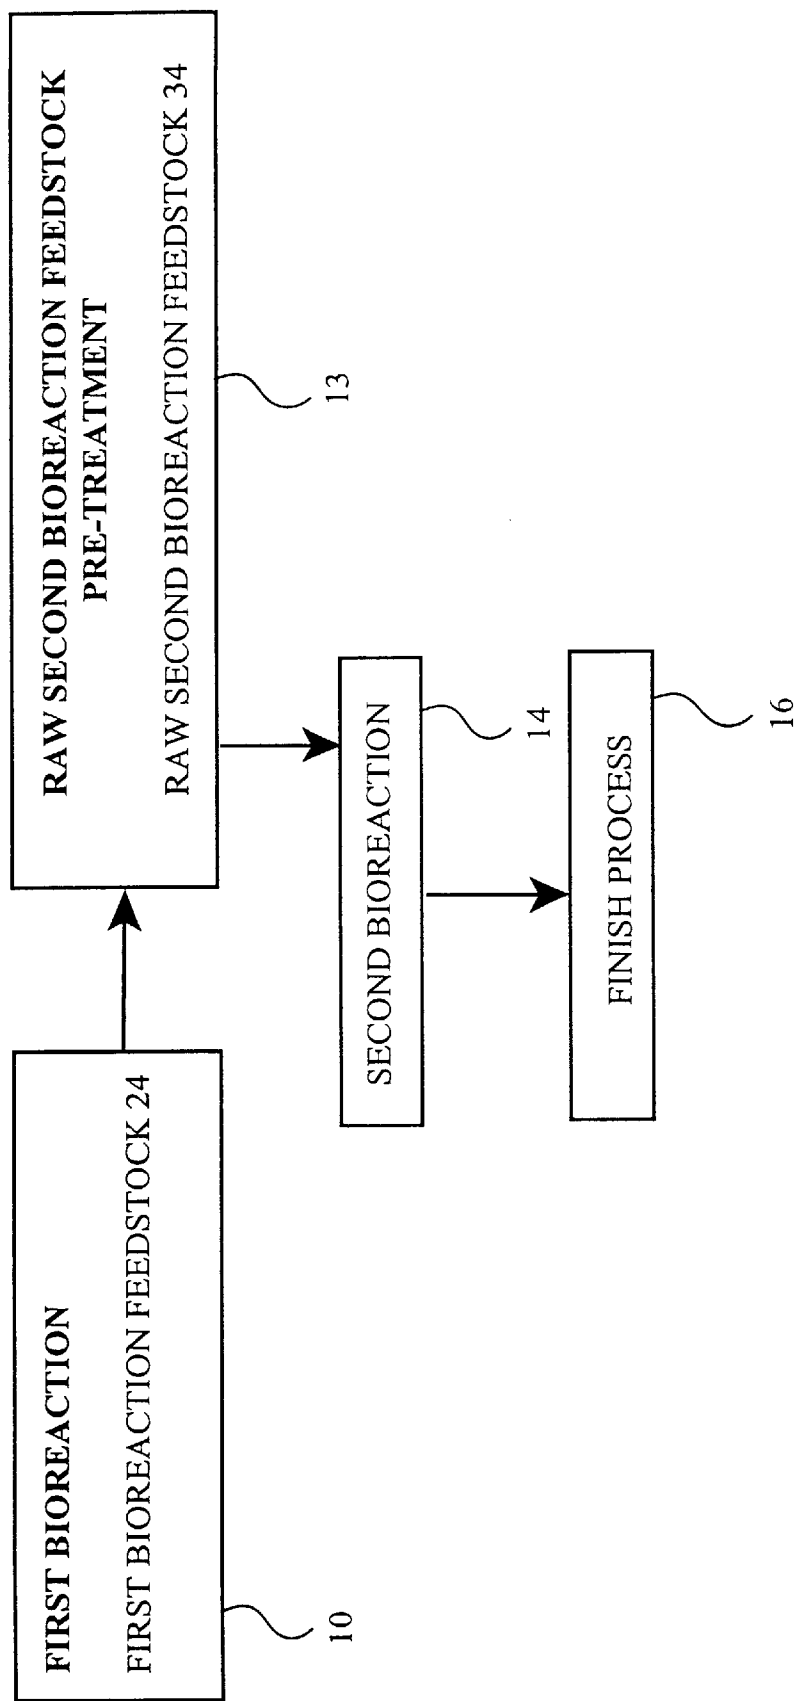 FIRST BIOREACTION
FIRST BIOREACTION FEEDSTOCK 24
10
RAW SECOND BIOREACTION FEEDSTOCK
PRE-TREATMENT
RAW SECOND BIOREACTION FEEDSTOCK 34
13
SECOND BIOREACTION
14
FINISH PROCESS
16